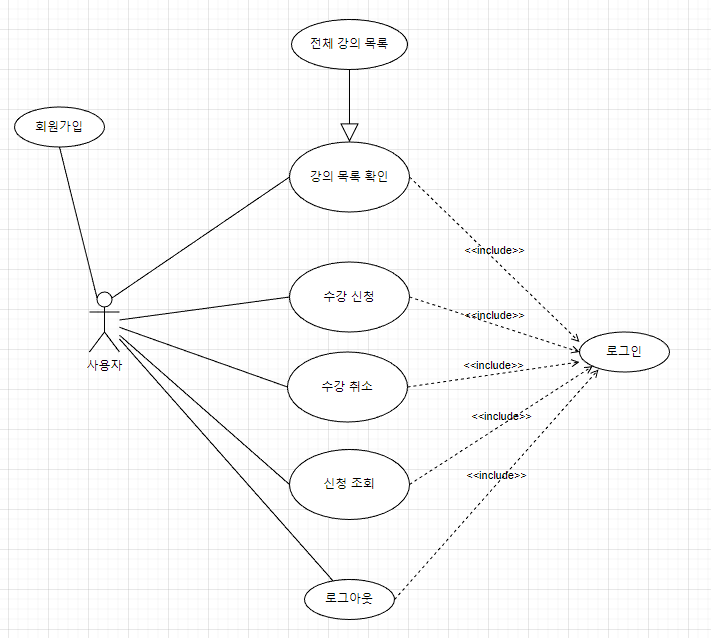 전체 강의 목록
회원가입
강의 목록 확인
<<include>>
수강 신청
<<include>>
로그인
사용자
<<include>>
수강 취소
<<include>>
신청 조회
<<include>>
로그아웃